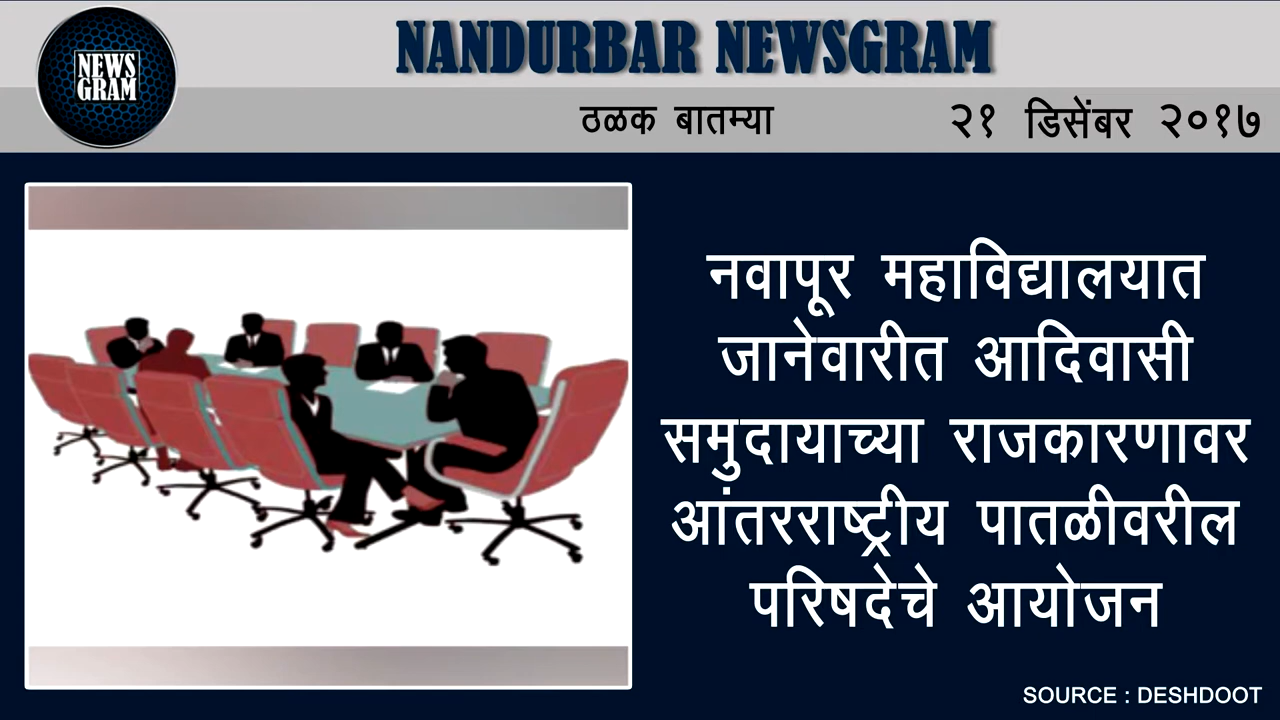 NEWS
GRAM
NANDURBAR NEWSGRAM
ठळक बातम्या
२१ डिसेंबर २०१७
नवापूर महाविद्यालयात
जानेवारीत आदिवासी
समुदायाच्या राजकारणावर
आंतरराष्ट्रीय पातळीवरील
परिषदेचे आयोजन
SOURCE : DESHDOOT